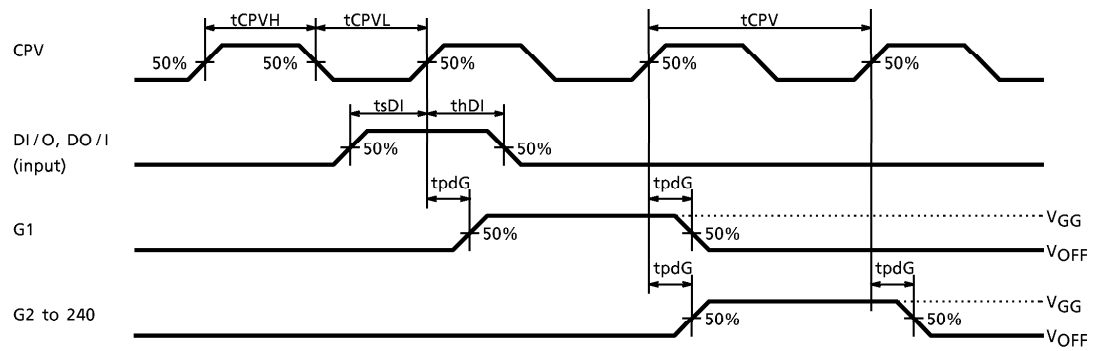 tCPVH tCPVL tCPV
CPV
50% 50% 50% 50% 50%
tsDI thDI
DI/O, DO/I
(input)
50% 50%
tpdG tpdG
G1
50% 50%
VGG
VOFF
tpdG tpdG
G2 to 240
50% 50%
VGG
VOFF